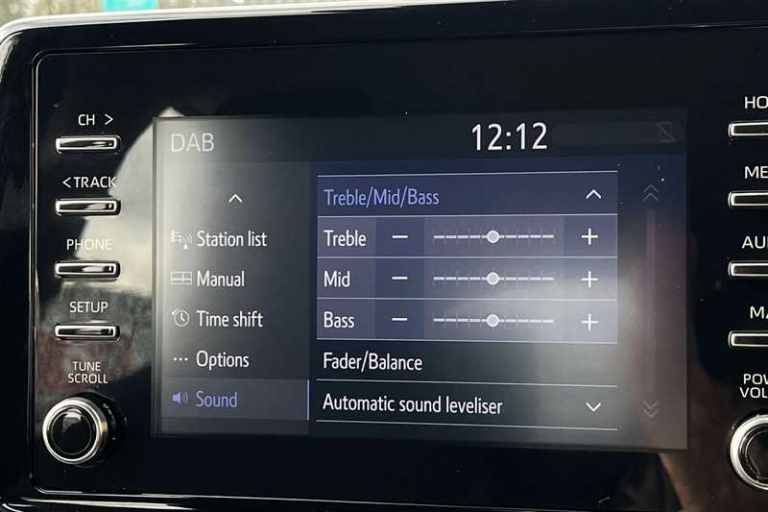 CH >
< TRACK
PHONE
SETUP
TUNE
SCROLL
DAB
12:12
Station list
Manual
Time shift
Options
Sound
Treble/Mid/Bass
Treble − +
Mid − +
Bass − +
Fader/Balance
Automatic sound leveliser